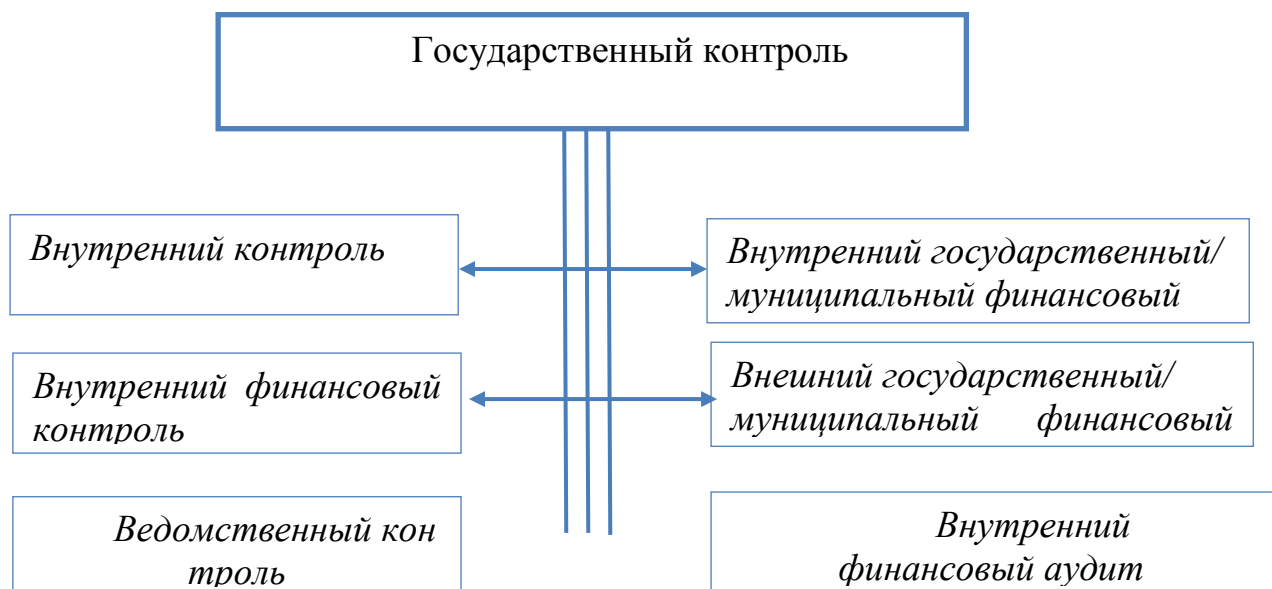 Государственный контроль
Внутренний контроль
Внутренний государственный/
муниципальный финансовый
Внутренний финансовый
контроль
Внешний государственный/
муниципальный финансовый
Ведомственный кон
троль
Внутренний
финансовый аудит